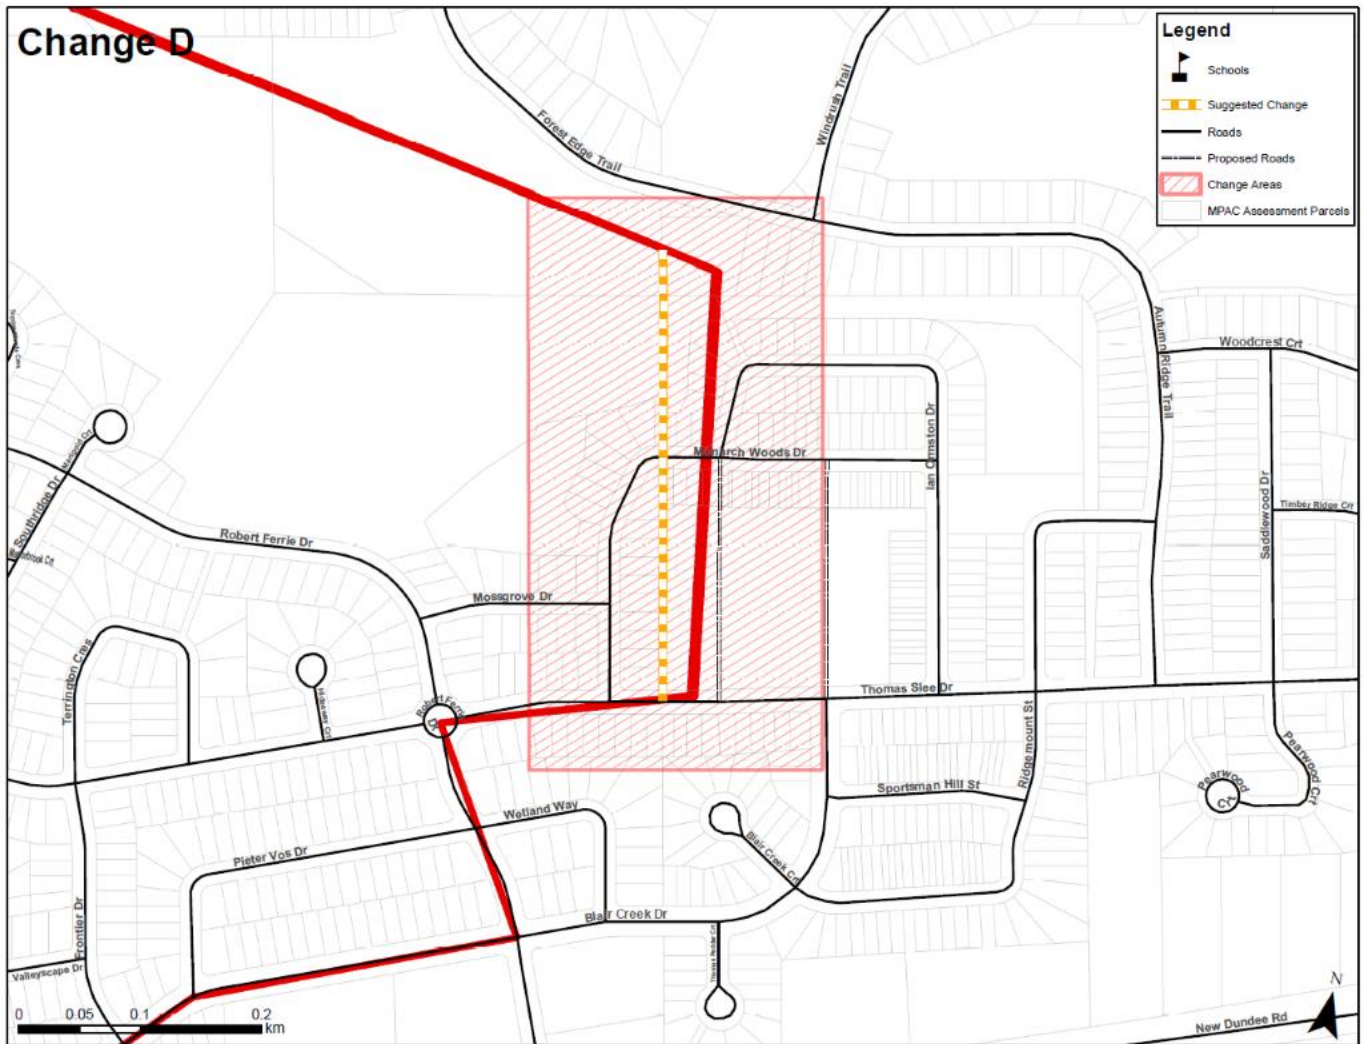 Change D
Legend
Schools
Suggested Change
Roads
Proposed Roads
Change Areas
MPAC Assessment Parcels
Forest Edge Trail
Windrush Trail
Autumn Ridge Trail
Woodcrest Crt
Ian Ormston Dr
Monarch Woods Dr
Saddlewood Dr
Timber Ridge Crt
Marigold Crt
Southridge Dr
Robert Ferrie Dr
Mossgrove Dr
Terrington Cres
Hideaway Crt
Robert Ferrie
Dr
Thomas Slee Dr
Ridgemount St
Pearwood Crt
Pearwood
Crt
Sportsman Hill St
Wetland Way
Pieter Vos Dr
Blair Creek Crt
Blair Creek Dr
Frontier Dr
Valleyscape Dr
0 0.05 0.1 0.2
km
N
New Dundee Rd